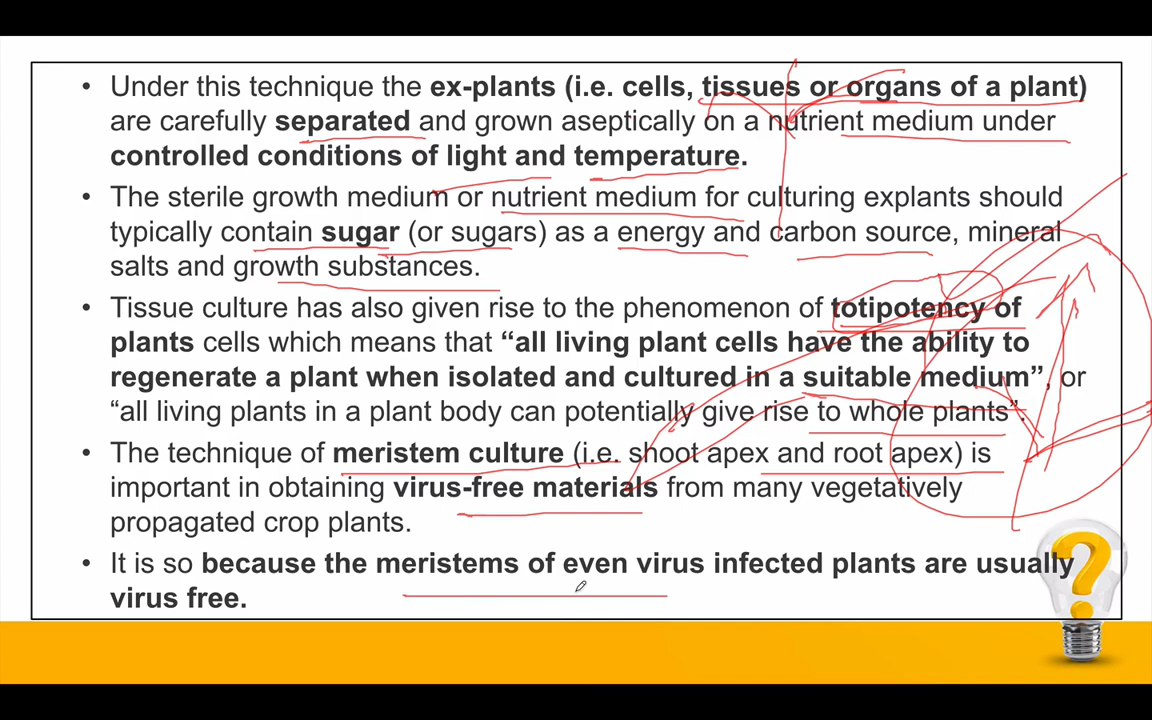 • Under this technique the ex-plants (i.e. cells, tissues or organs of a plant)
are carefully separated and grown aseptically on a nutrient medium under
controlled conditions of light and temperature.
• The sterile growth medium or nutrient medium for culturing explants should
typically contain sugar (or sugars) as a energy and carbon source, mineral
salts and growth substances.
• Tissue culture has also given rise to the phenomenon of totipotency of
plants cells which means that “all living plant cells have the ability to
regenerate a plant when isolated and cultured in a suitable medium”, or
“all living plants in a plant body can potentially give rise to whole plants”.
• The technique of meristem culture (i.e. shoot apex and root apex) is
important in obtaining virus-free materials from many vegetatively
propagated crop plants.
• It is so because the meristems of even virus infected plants are usually
virus free.